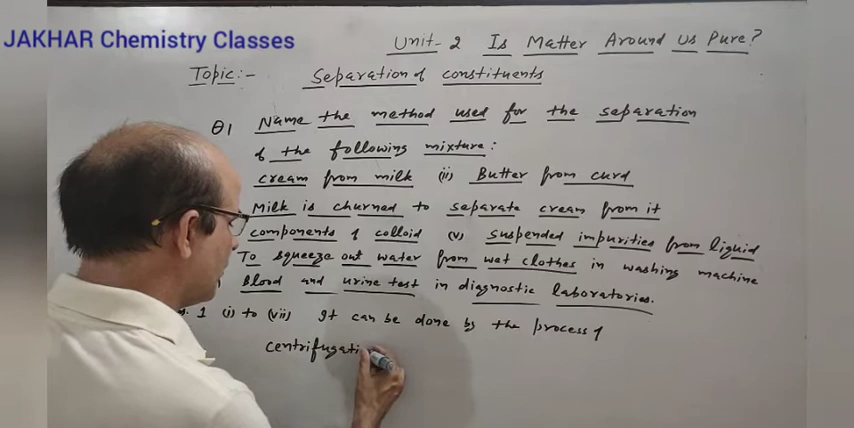 JAKHAR Chemistry Classes
Unit-2 Is Matter Around Us Pure?
Topic:- Separation of constituents
Q1 Name the method used for the separation
of the following mixture:
cream from milk (ii) Butter from curd
Milk is churned to separate cream from it
components of colloid (v) suspended impurities from liquid
To squeeze out water from wet clothes in washing machine
Blood and urine test in diagnostic laboratories.
1 (i) to (vii) It can be done by the process of
centrifugati